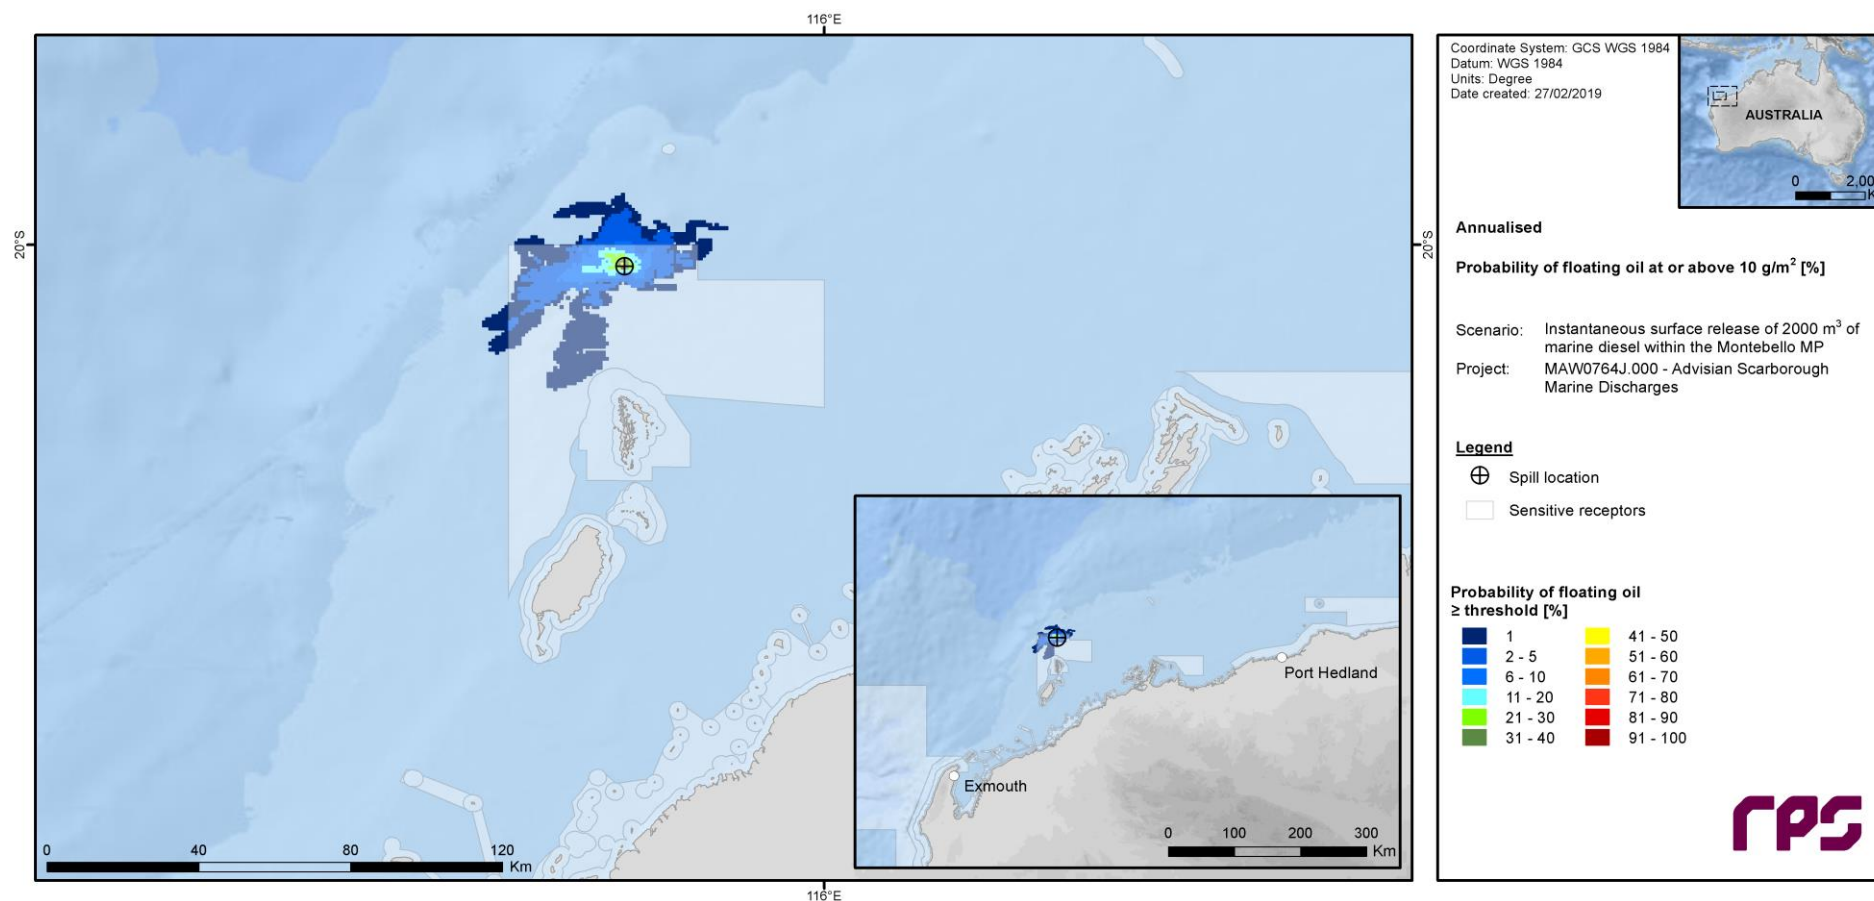 116°E
20°S
20°S
0 40 80 120
Km
116°E
Port Hedland
Exmouth
0 100 200 300
Km
Coordinate System: GCS WGS 1984
Datum: WGS 1984
Units: Degree
Date created: 27/02/2019
AUSTRALIA
0 2,00
K
Annualised
Probability of floating oil at or above 10 g/m² [%]
Scenario: Instantaneous surface release of 2000 m³ of
marine diesel within the Montebello MP
Project: MAW0764J.000 - Advisian Scarborough
Marine Discharges
Legend
Spill location
Sensitive receptors
Probability of floating oil
≥ threshold [%]
1 41 - 50
2 - 5 51 - 60
6 - 10 61 - 70
11 - 20 71 - 80
21 - 30 81 - 90
31 - 40 91 - 100
rps